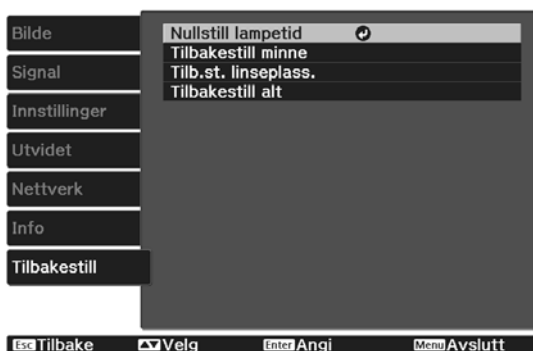 Bilde
Signal
Innstillinger
Utvidet
Nettverk
Info
Tilbakestill
Nullstill lampetid
Tilbakestill minne
Tilb.st. linseplass.
Tilbakestill alt
Esc Tilbake Velg Enter Angi Menu Avslutt